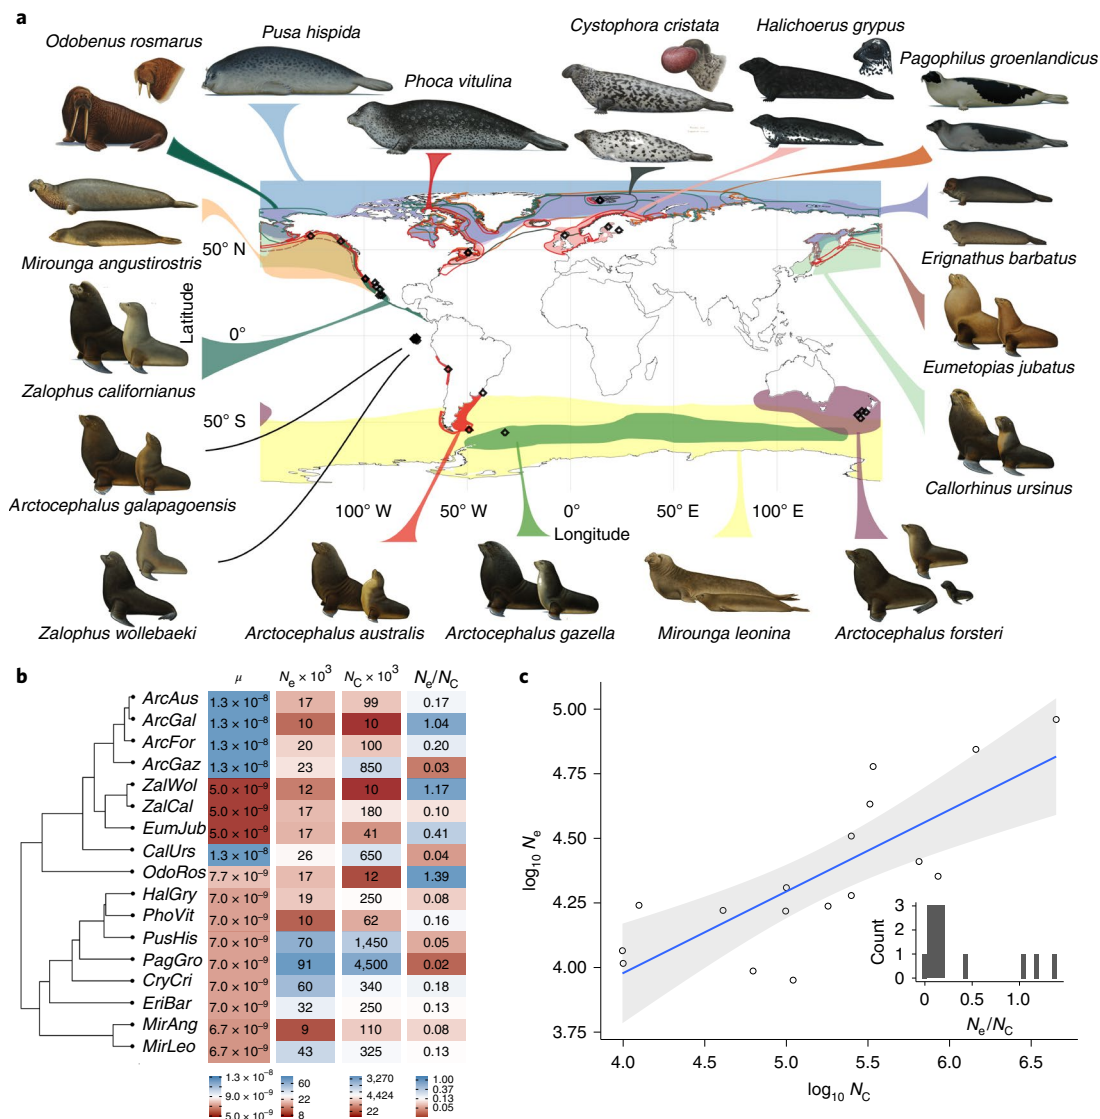 a
Odobenus rosmarus
Pusa hispida
Phoca vitulina
Cystophora cristata
Halichoerus grypus
Pagophilus groenlandicus
Mirounga angustirostris
Erignathus barbatus
Zalophus californianus
Eumetopias jubatus
Arctocephalus galapagoensis
Callorhinus ursinus
Zalophus wollebaeki
Arctocephalus australis
Arctocephalus gazella
Mirounga leonina
Arctocephalus forsteri
Latitude
50° N
0°
50° S
100° W 50° W 0° 50° E 100° E
Longitude
b
μ Ne × 10³ NC × 10³ Ne/NC
ArcAus 1.3 × 10⁻⁸ 17 99 0.17
ArcGal 1.3 × 10⁻⁸ 10 10 1.04
ArcFor 1.3 × 10⁻⁸ 20 100 0.20
ArcGaz 1.3 × 10⁻⁸ 23 850 0.03
ZalWol 5.0 × 10⁻⁹ 12 10 1.17
ZalCal 5.0 × 10⁻⁹ 17 180 0.10
EumJub 5.0 × 10⁻⁹ 17 41 0.41
CalUrs 1.3 × 10⁻⁸ 26 650 0.04
OdoRos 7.7 × 10⁻⁹ 17 12 1.39
HalGry 7.0 × 10⁻⁹ 19 250 0.08
PhoVit 7.0 × 10⁻⁹ 10 62 0.16
PusHis 7.0 × 10⁻⁹ 70 1,450 0.05
PagGro 7.0 × 10⁻⁹ 91 4,500 0.02
CryCri 7.0 × 10⁻⁹ 60 340 0.18
EriBar 7.0 × 10⁻⁹ 32 250 0.13
MirAng 6.7 × 10⁻⁹ 9 110 0.08
MirLeo 6.7 × 10⁻⁹ 43 325 0.13
1.3 × 10⁻⁸ 60 3,270 1.00
0.37
9.0 × 10⁻⁹ 22 4,424 0.13
5.0 × 10⁻⁹ 8 22 0.05
c
log₁₀ Ne
5.00
4.75
4.50
4.25
4.00
3.75
4.0 4.5 5.0 5.5 6.0 6.5
log₁₀ NC
Count
3
2
1
0
0 0.5 1.0
Ne/NC